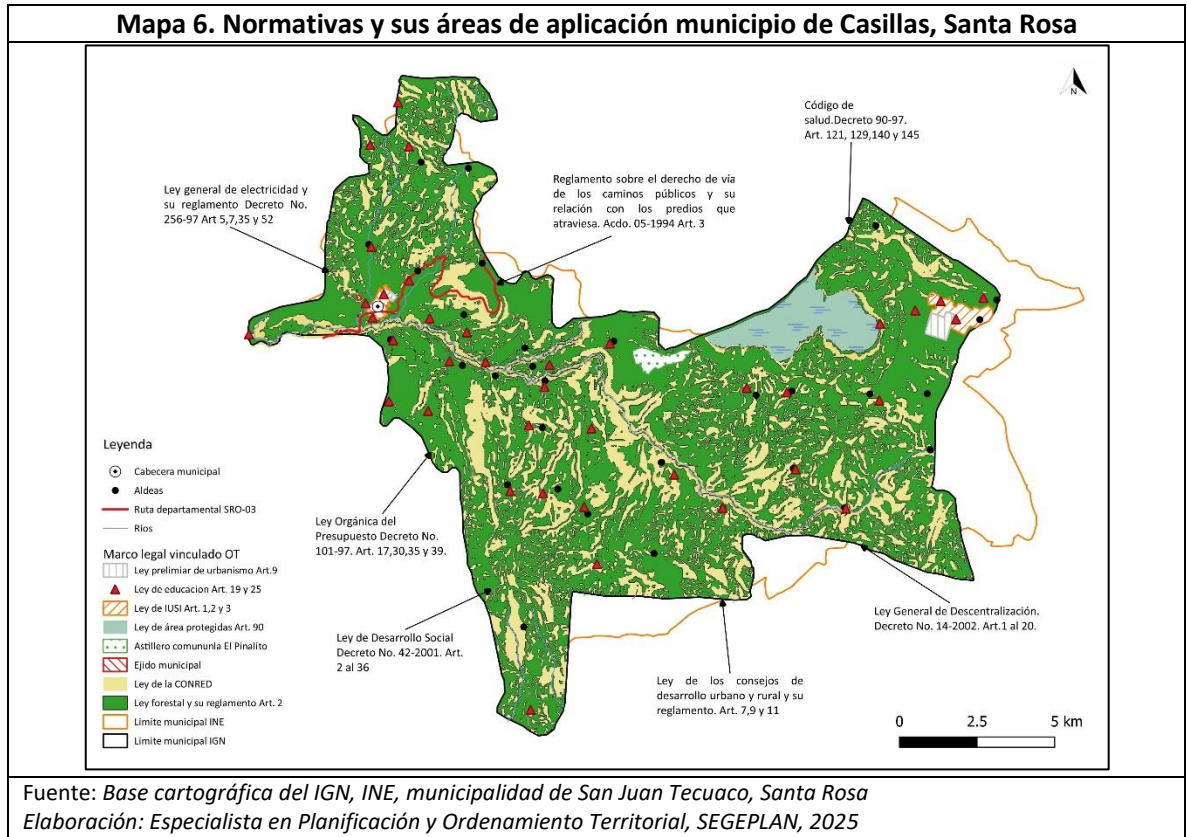 Mapa 6. Normativas y sus áreas de aplicación municipio de Casillas, Santa Rosa
N
Código de
salud.Decreto 90-97.
Art. 121, 129,140 y 145
Ley general de electricidad y
su reglamento Decreto No.
256-97 Art 5,7,35 y 52
Reglamento sobre el derecho de vía
de los caminos públicos y su
relación con los predios que
atraviesa. Acdo. 05-1994 Art. 3
Leyenda
Cabecera municipal
Aldeas
Ruta departamental SRO-03
Ríos
Marco legal vinculado OT
Ley prelimiar de urbanismo Art.9
Ley de educacion Art. 19 y 25
Ley de IUSI Art. 1,2 y 3
Ley de área protegidas Art. 90
Astillero comununla El Pinalito
Ejido municipal
Ley de la CONRED
Ley forestal y su reglamento Art. 2
Limite municipal INE
Limite municipal IGN
Ley Orgánica del
Presupuesto Decreto No.
101-97. Art. 17,30,35 y 39.
Ley de Desarrollo Social
Decreto No. 42-2001. Art.
2 al 36
Ley de los consejos de
desarrollo urbano y rural y su
reglamento. Art. 7,9 y 11
Ley General de Descentralización.
Decreto No. 14-2002. Art.1 al 20.
0 2.5 5 km
Fuente: Base cartográfica del IGN, INE, municipalidad de San Juan Tecuaco, Santa Rosa
Elaboración: Especialista en Planificación y Ordenamiento Territorial, SEGEPLAN, 2025